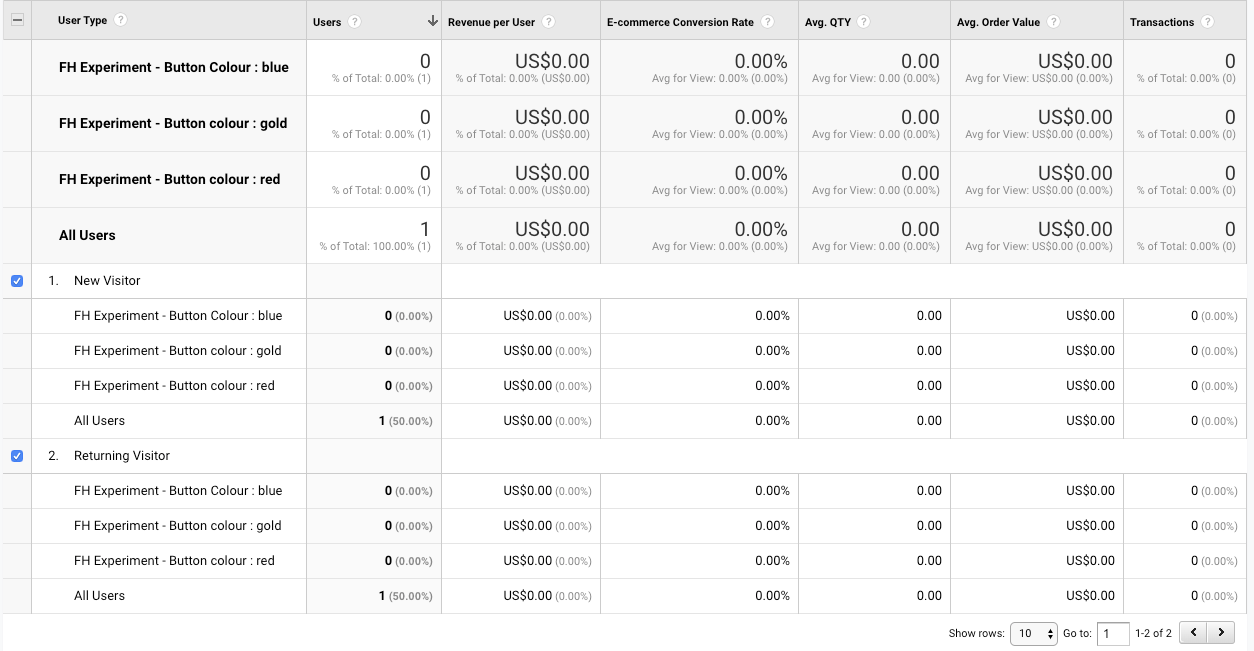 User Type ? Users ? Revenue per User ? E-commerce Conversion Rate ? Avg. QTY ? Avg. Order Value ? Transactions ?
FH Experiment - Button Colour : blue 0 US$0.00 0.00% 0.00 US$0.00 0
% of Total: 0.00% (1) % of Total: 0.00% (US$0.00) Avg for View: 0.00% (0.00%) Avg for View: 0.00 (0.00%) Avg for View: US$0.00 (0.00%) % of Total: 0.00% (0)
FH Experiment - Button colour : gold 0 US$0.00 0.00% 0.00 US$0.00 0
% of Total: 0.00% (1) % of Total: 0.00% (US$0.00) Avg for View: 0.00% (0.00%) Avg for View: 0.00 (0.00%) Avg for View: US$0.00 (0.00%) % of Total: 0.00% (0)
FH Experiment - Button colour : red 0 US$0.00 0.00% 0.00 US$0.00 0
% of Total: 0.00% (1) % of Total: 0.00% (US$0.00) Avg for View: 0.00% (0.00%) Avg for View: 0.00 (0.00%) Avg for View: US$0.00 (0.00%) % of Total: 0.00% (0)
All Users 1 US$0.00 0.00% 0.00 US$0.00 0
% of Total: 100.00% (1) % of Total: 0.00% (US$0.00) Avg for View: 0.00% (0.00%) Avg for View: 0.00 (0.00%) Avg for View: US$0.00 (0.00%) % of Total: 0.00% (0)
1. New Visitor
FH Experiment - Button Colour : blue 0 (0.00%) US$0.00 (0.00%) 0.00% 0.00 US$0.00 0 (0.00%)
FH Experiment - Button colour : gold 0 (0.00%) US$0.00 (0.00%) 0.00% 0.00 US$0.00 0 (0.00%)
FH Experiment - Button colour : red 0 (0.00%) US$0.00 (0.00%) 0.00% 0.00 US$0.00 0 (0.00%)
All Users 1 (50.00%) US$0.00 (0.00%) 0.00% 0.00 US$0.00 0 (0.00%)
2. Returning Visitor
FH Experiment - Button Colour : blue 0 (0.00%) US$0.00 (0.00%) 0.00% 0.00 US$0.00 0 (0.00%)
FH Experiment - Button colour : gold 0 (0.00%) US$0.00 (0.00%) 0.00% 0.00 US$0.00 0 (0.00%)
FH Experiment - Button colour : red 0 (0.00%) US$0.00 (0.00%) 0.00% 0.00 US$0.00 0 (0.00%)
All Users 1 (50.00%) US$0.00 (0.00%) 0.00% 0.00 US$0.00 0 (0.00%)
Show rows: 10 Go to: 1 1-2 of 2